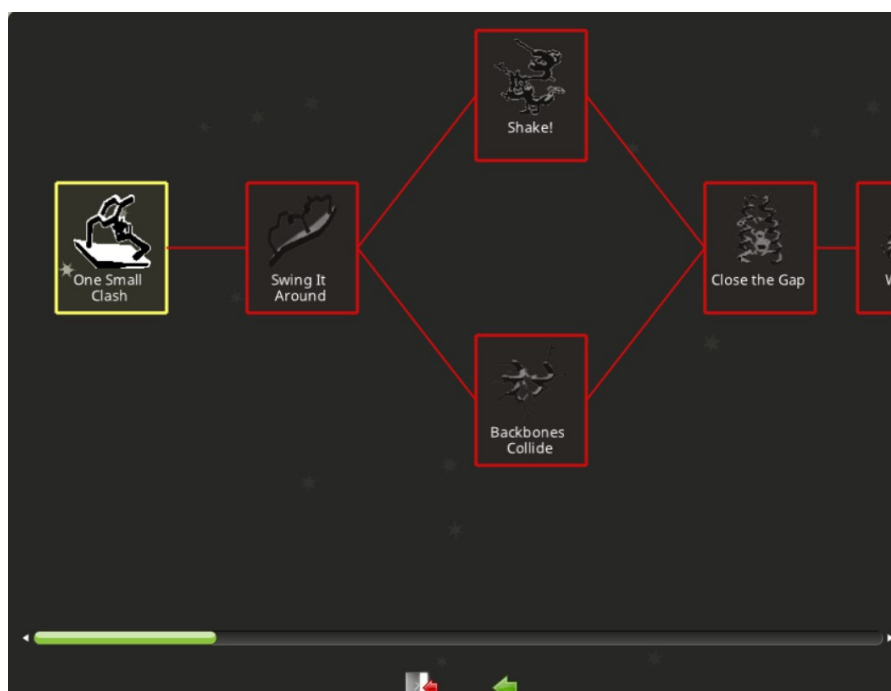 Shake!
One Small
Clash
Swing It
Around
Close the Gap
W
Backbones
Collide